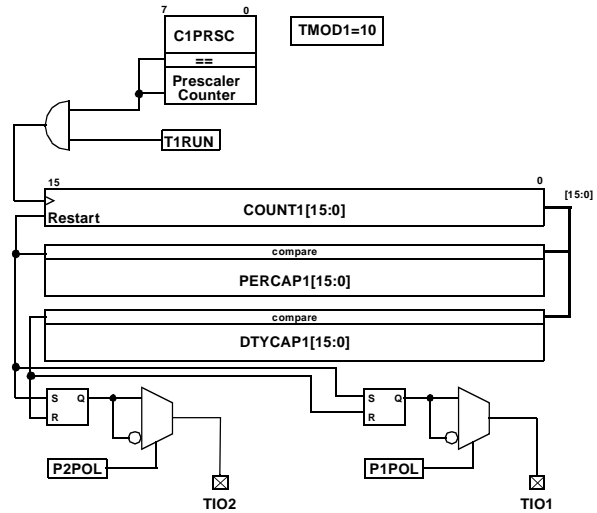 7 0
C1PRSC
TMOD1=10
==
Prescaler
Counter
T1RUN
15 0
[15:0]
COUNT1[15:0]
Restart
compare
PERCAP1[15:0]
compare
DTYCAP1[15:0]
S Q S Q
R R
P2POL P1POL
TIO2 TIO1